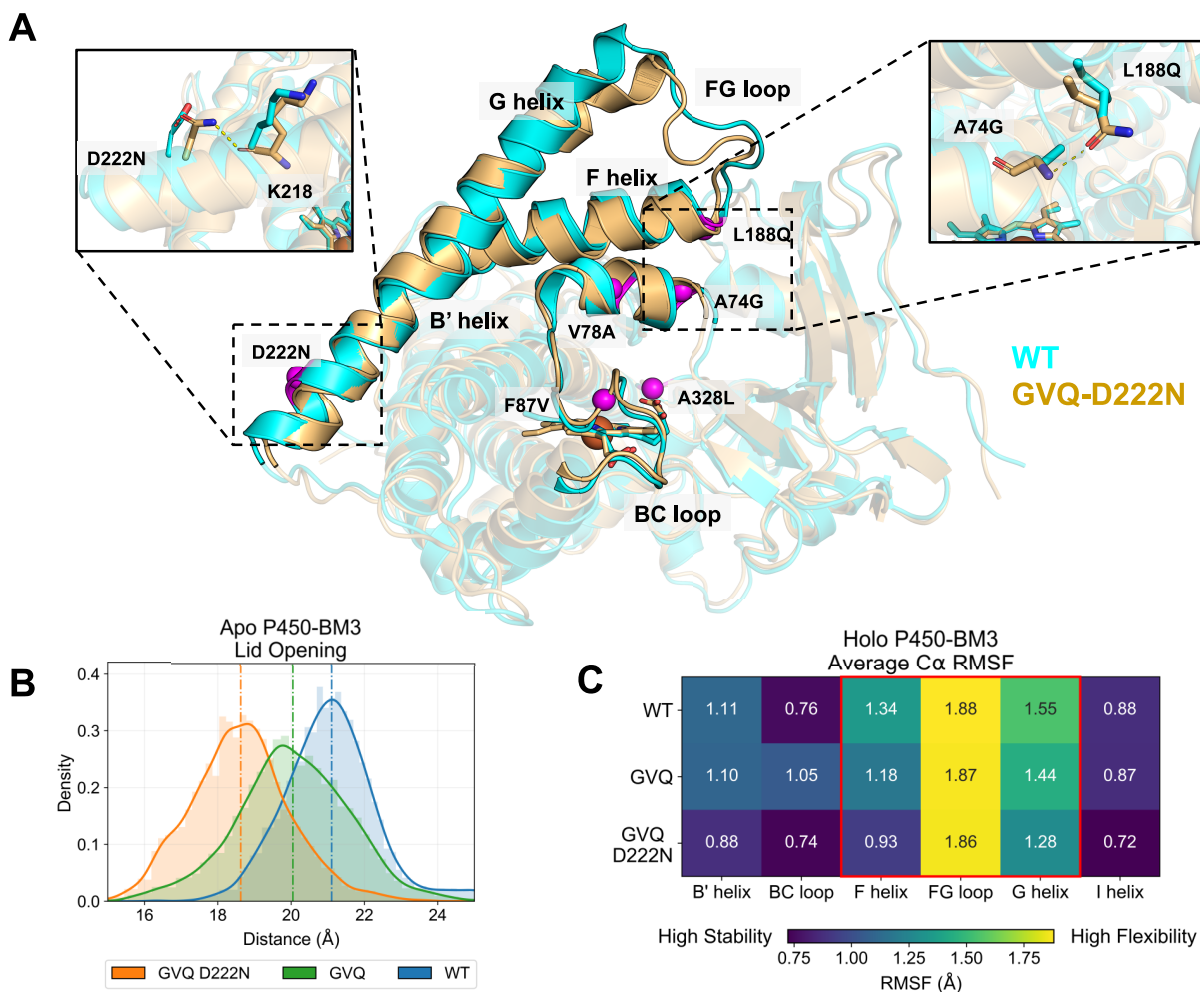 A
D222N
K218
G helix
FG loop
F helix
L188Q
A74G
L188Q
A74G
V78A
B' helix
D222N
F87V
A328L
BC loop
WT
GVQ-D222N
B
Apo P450-BM3
Lid Opening
Density
0.4
0.3
0.2
0.1
0.0
16
18
20
22
24
Distance (Å)
GVQ D222N
GVQ
WT
C
Holo P450-BM3
Average Cα RMSF
WT
1.11
0.76
1.34
1.88
1.55
0.88
GVQ
1.10
1.05
1.18
1.87
1.44
0.87
GVQ
D222N
0.88
0.74
0.93
1.86
1.28
0.72
B' helix
BC loop
F helix
FG loop
G helix
I helix
High Stability
High Flexibility
0.75
1.00
1.25
1.50
1.75
RMSF (Å)